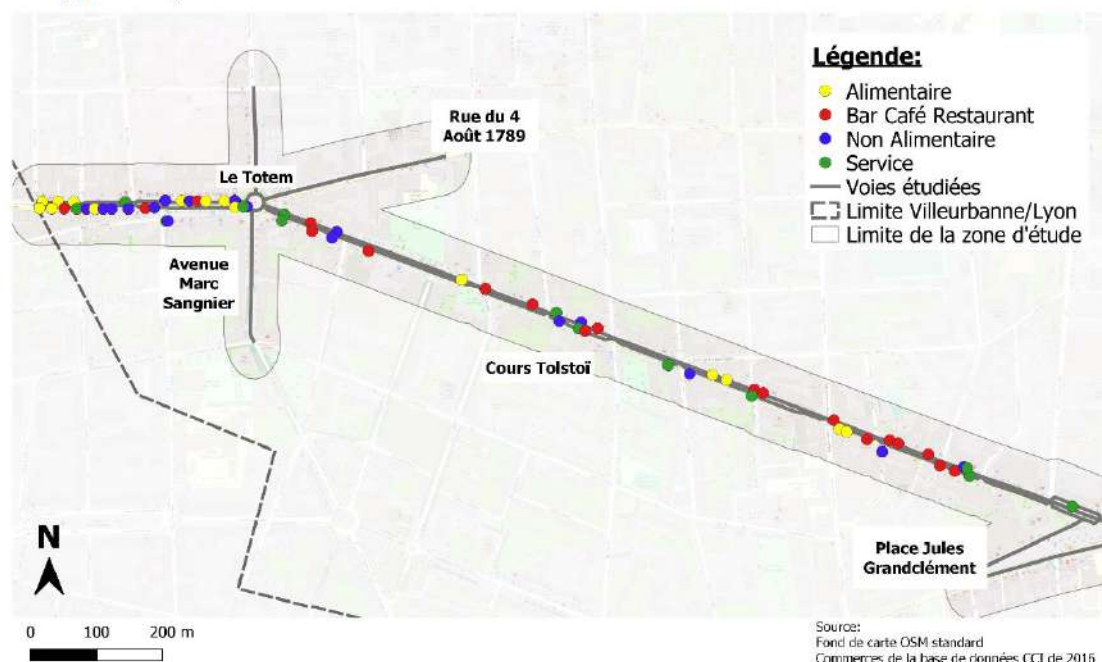 Légende:
Alimentaire
Bar Café Restaurant
Non Alimentaire
Service
Voies étudiées
Limite Villeurbanne/Lyon
Limite de la zone d'étude
Rue du 4
Août 1789
Le Totem
Avenue
Marc
Sangnier
Cours Tolstoï
Place Jules
Grandclément
N
0 100 200 m
Source:
Fond de carte OSM standard
Commerces de la base de données CCI de 2016